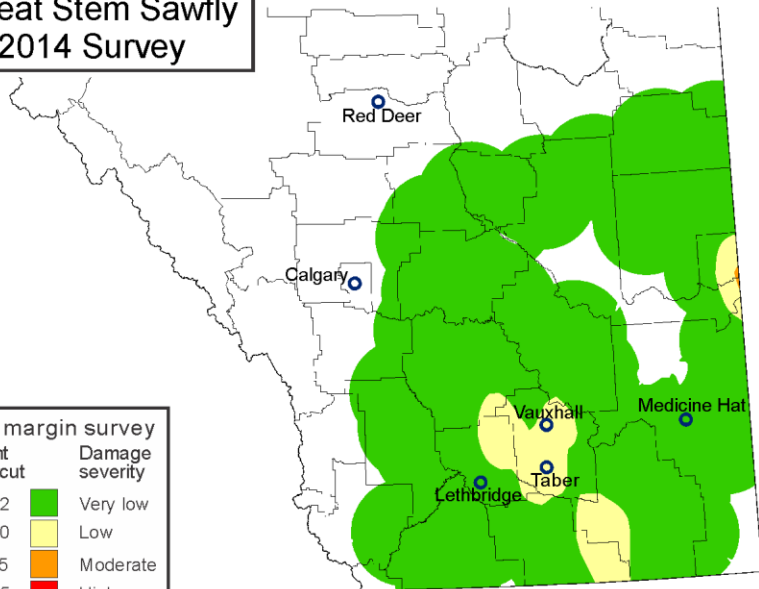 eat Stem Sawfly
2014 Survey
Red Deer
Calgary
Vauxhall
Medicine Hat
Taber
Lethbridge
margin survey
nt Damage
cut severity
2 Very low
0 Low
5 Moderate